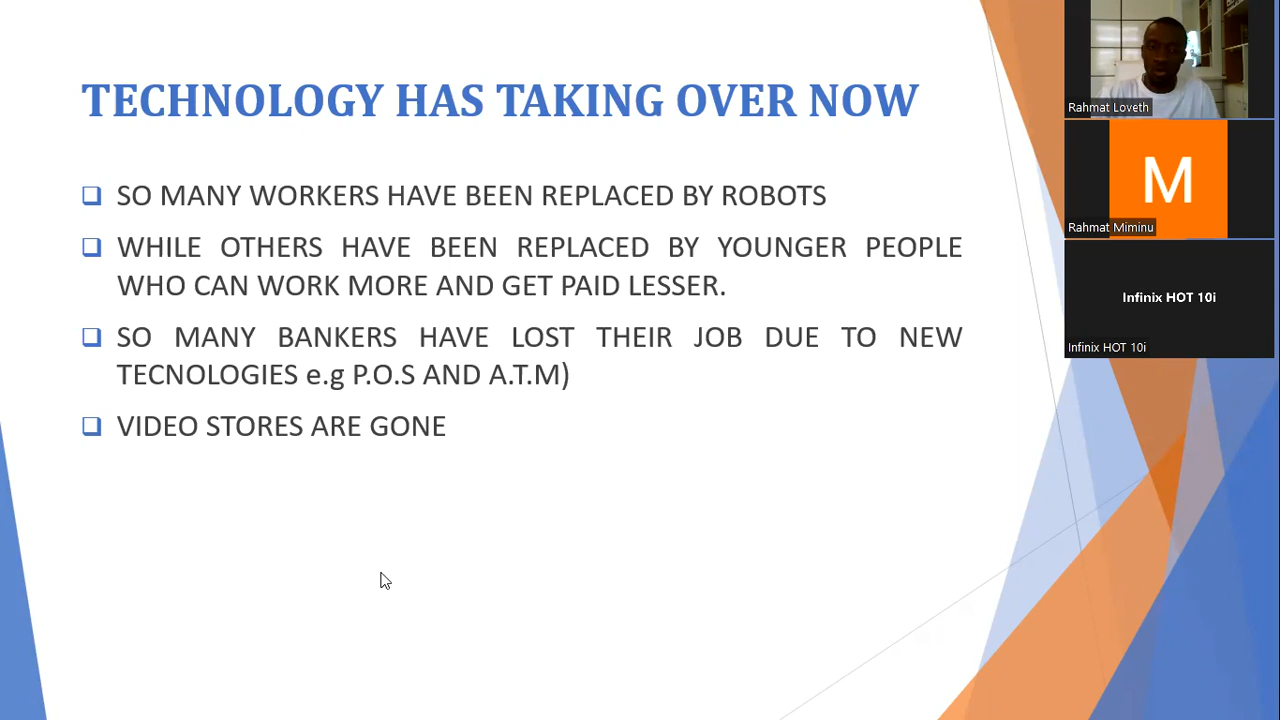 TECHNOLOGY HAS TAKING OVER NOW
SO MANY WORKERS HAVE BEEN REPLACED BY ROBOTS
WHILE OTHERS HAVE BEEN REPLACED BY YOUNGER PEOPLE
WHO CAN WORK MORE AND GET PAID LESSER.
SO MANY BANKERS HAVE LOST THEIR JOB DUE TO NEW
TECNOLOGIES e.g P.O.S AND A.T.M)
VIDEO STORES ARE GONE
Rahmat Loveth
M
Rahmat Miminu
Infinix HOT 10i
Infinix HOT 10i